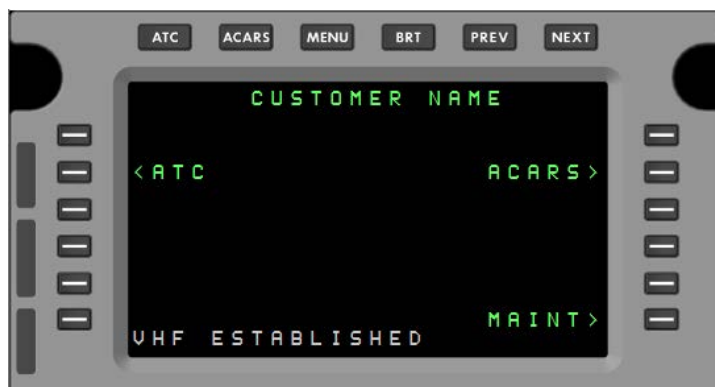 ATC ACARS MENU BRT PREV NEXT
CUSTOMER NAME
<ATC ACARS>
MAINT>
VHF ESTABLISHED